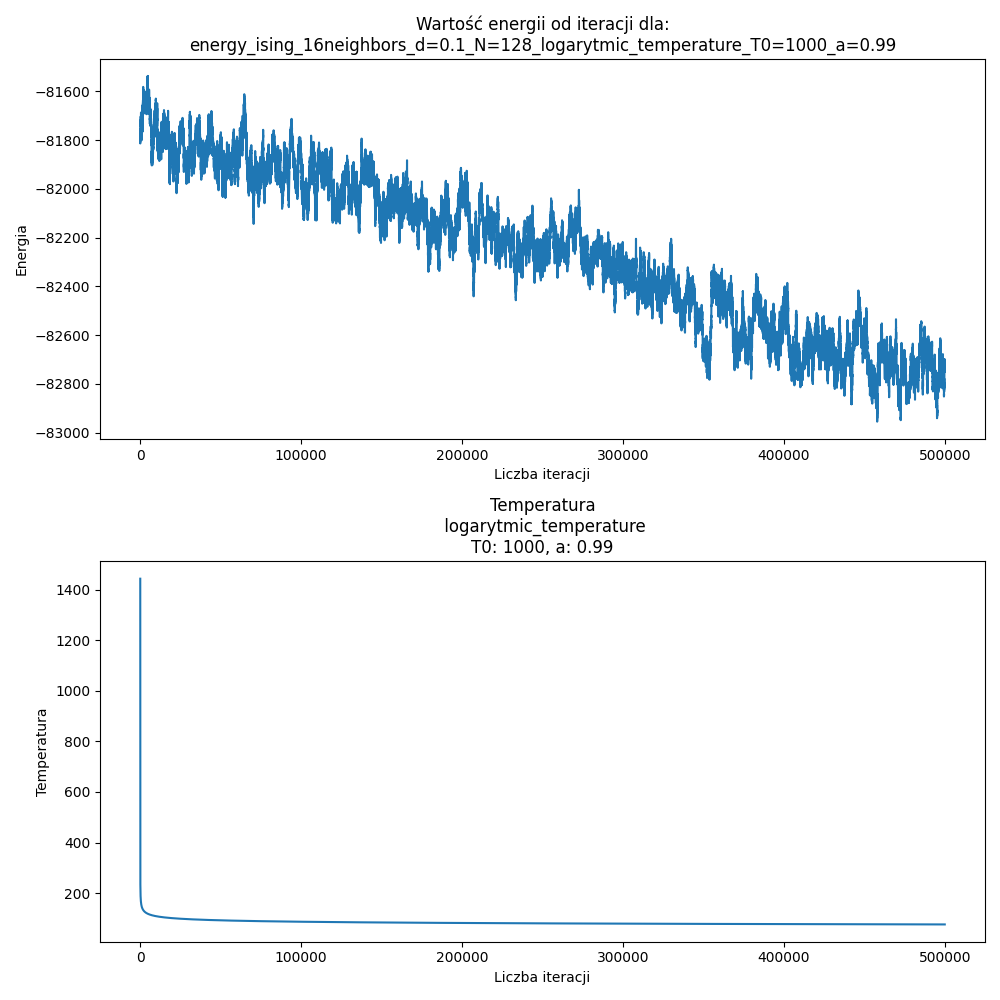 Wartość energii od iteracji dla:
energy_ising_16neighbors_d=0.1_N=128_logarytmic_temperature_T0=1000_a=0.99
−81600
−81800
−82000
−82200
−82400
−82600
−82800
−83000
Energia
0 100000 200000 300000 400000 500000
Liczba iteracji
Temperatura
logarytmic_temperature
T0: 1000, a: 0.99
1400
1200
1000
800
600
400
200
Temperatura
0 100000 200000 300000 400000 500000
Liczba iteracji